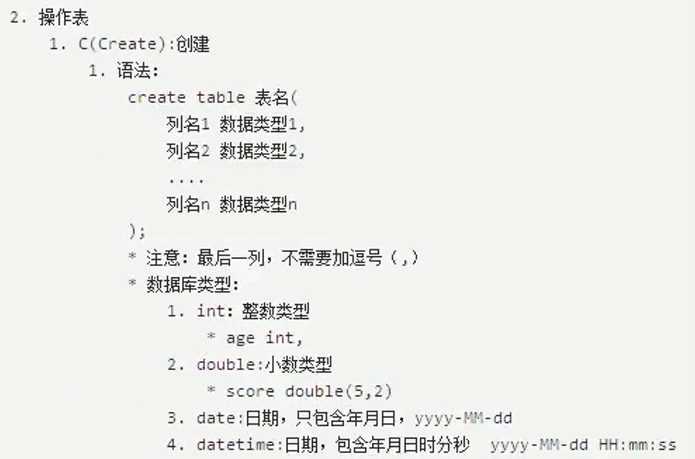 2. 操作表
1. C(Create):创建
1. 语法：
create table 表名(
列名1 数据类型1,
列名2 数据类型2,
....
列名n 数据类型n
);
* 注意：最后一列，不需要加逗号（,）
* 数据库类型：
1. int：整数类型
* age int,
2. double:小数类型
* score double(5,2)
3. date:日期，只包含年月日，yyyy-MM-dd
4. datetime:日期，包含年月日时分秒 yyyy-MM-dd HH:mm:ss